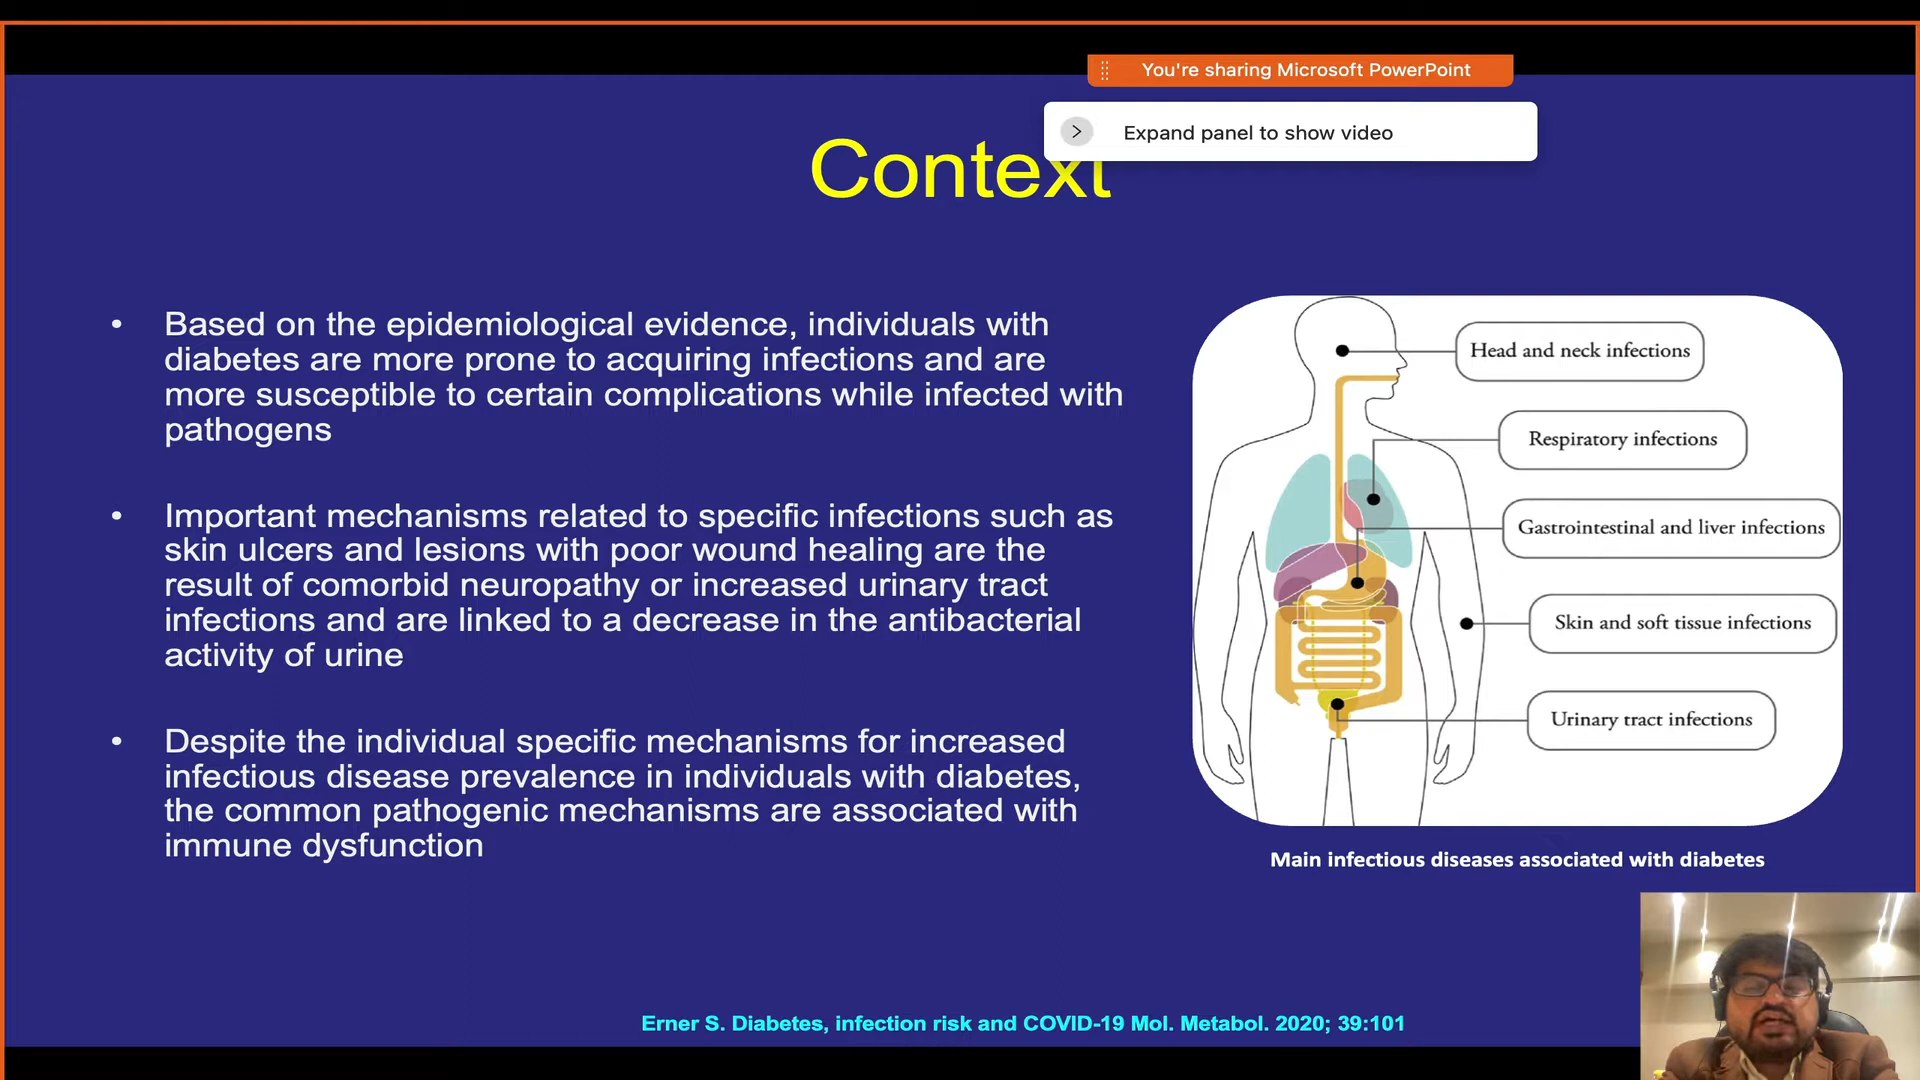 You're sharing Microsoft PowerPoint
Expand panel to show video
Context
• Based on the epidemiological evidence, individuals with
diabetes are more prone to acquiring infections and are
more susceptible to certain complications while infected with
pathogens
• Important mechanisms related to specific infections such as
skin ulcers and lesions with poor wound healing are the
result of comorbid neuropathy or increased urinary tract
infections and are linked to a decrease in the antibacterial
activity of urine
• Despite the individual specific mechanisms for increased
infectious disease prevalence in individuals with diabetes,
the common pathogenic mechanisms are associated with
immune dysfunction
Head and neck infections
Respiratory infections
Gastrointestinal and liver infections
Skin and soft tissue infections
Urinary tract infections
Main infectious diseases associated with diabetes
Erner S. Diabetes, infection risk and COVID-19 Mol. Metabol. 2020; 39:101